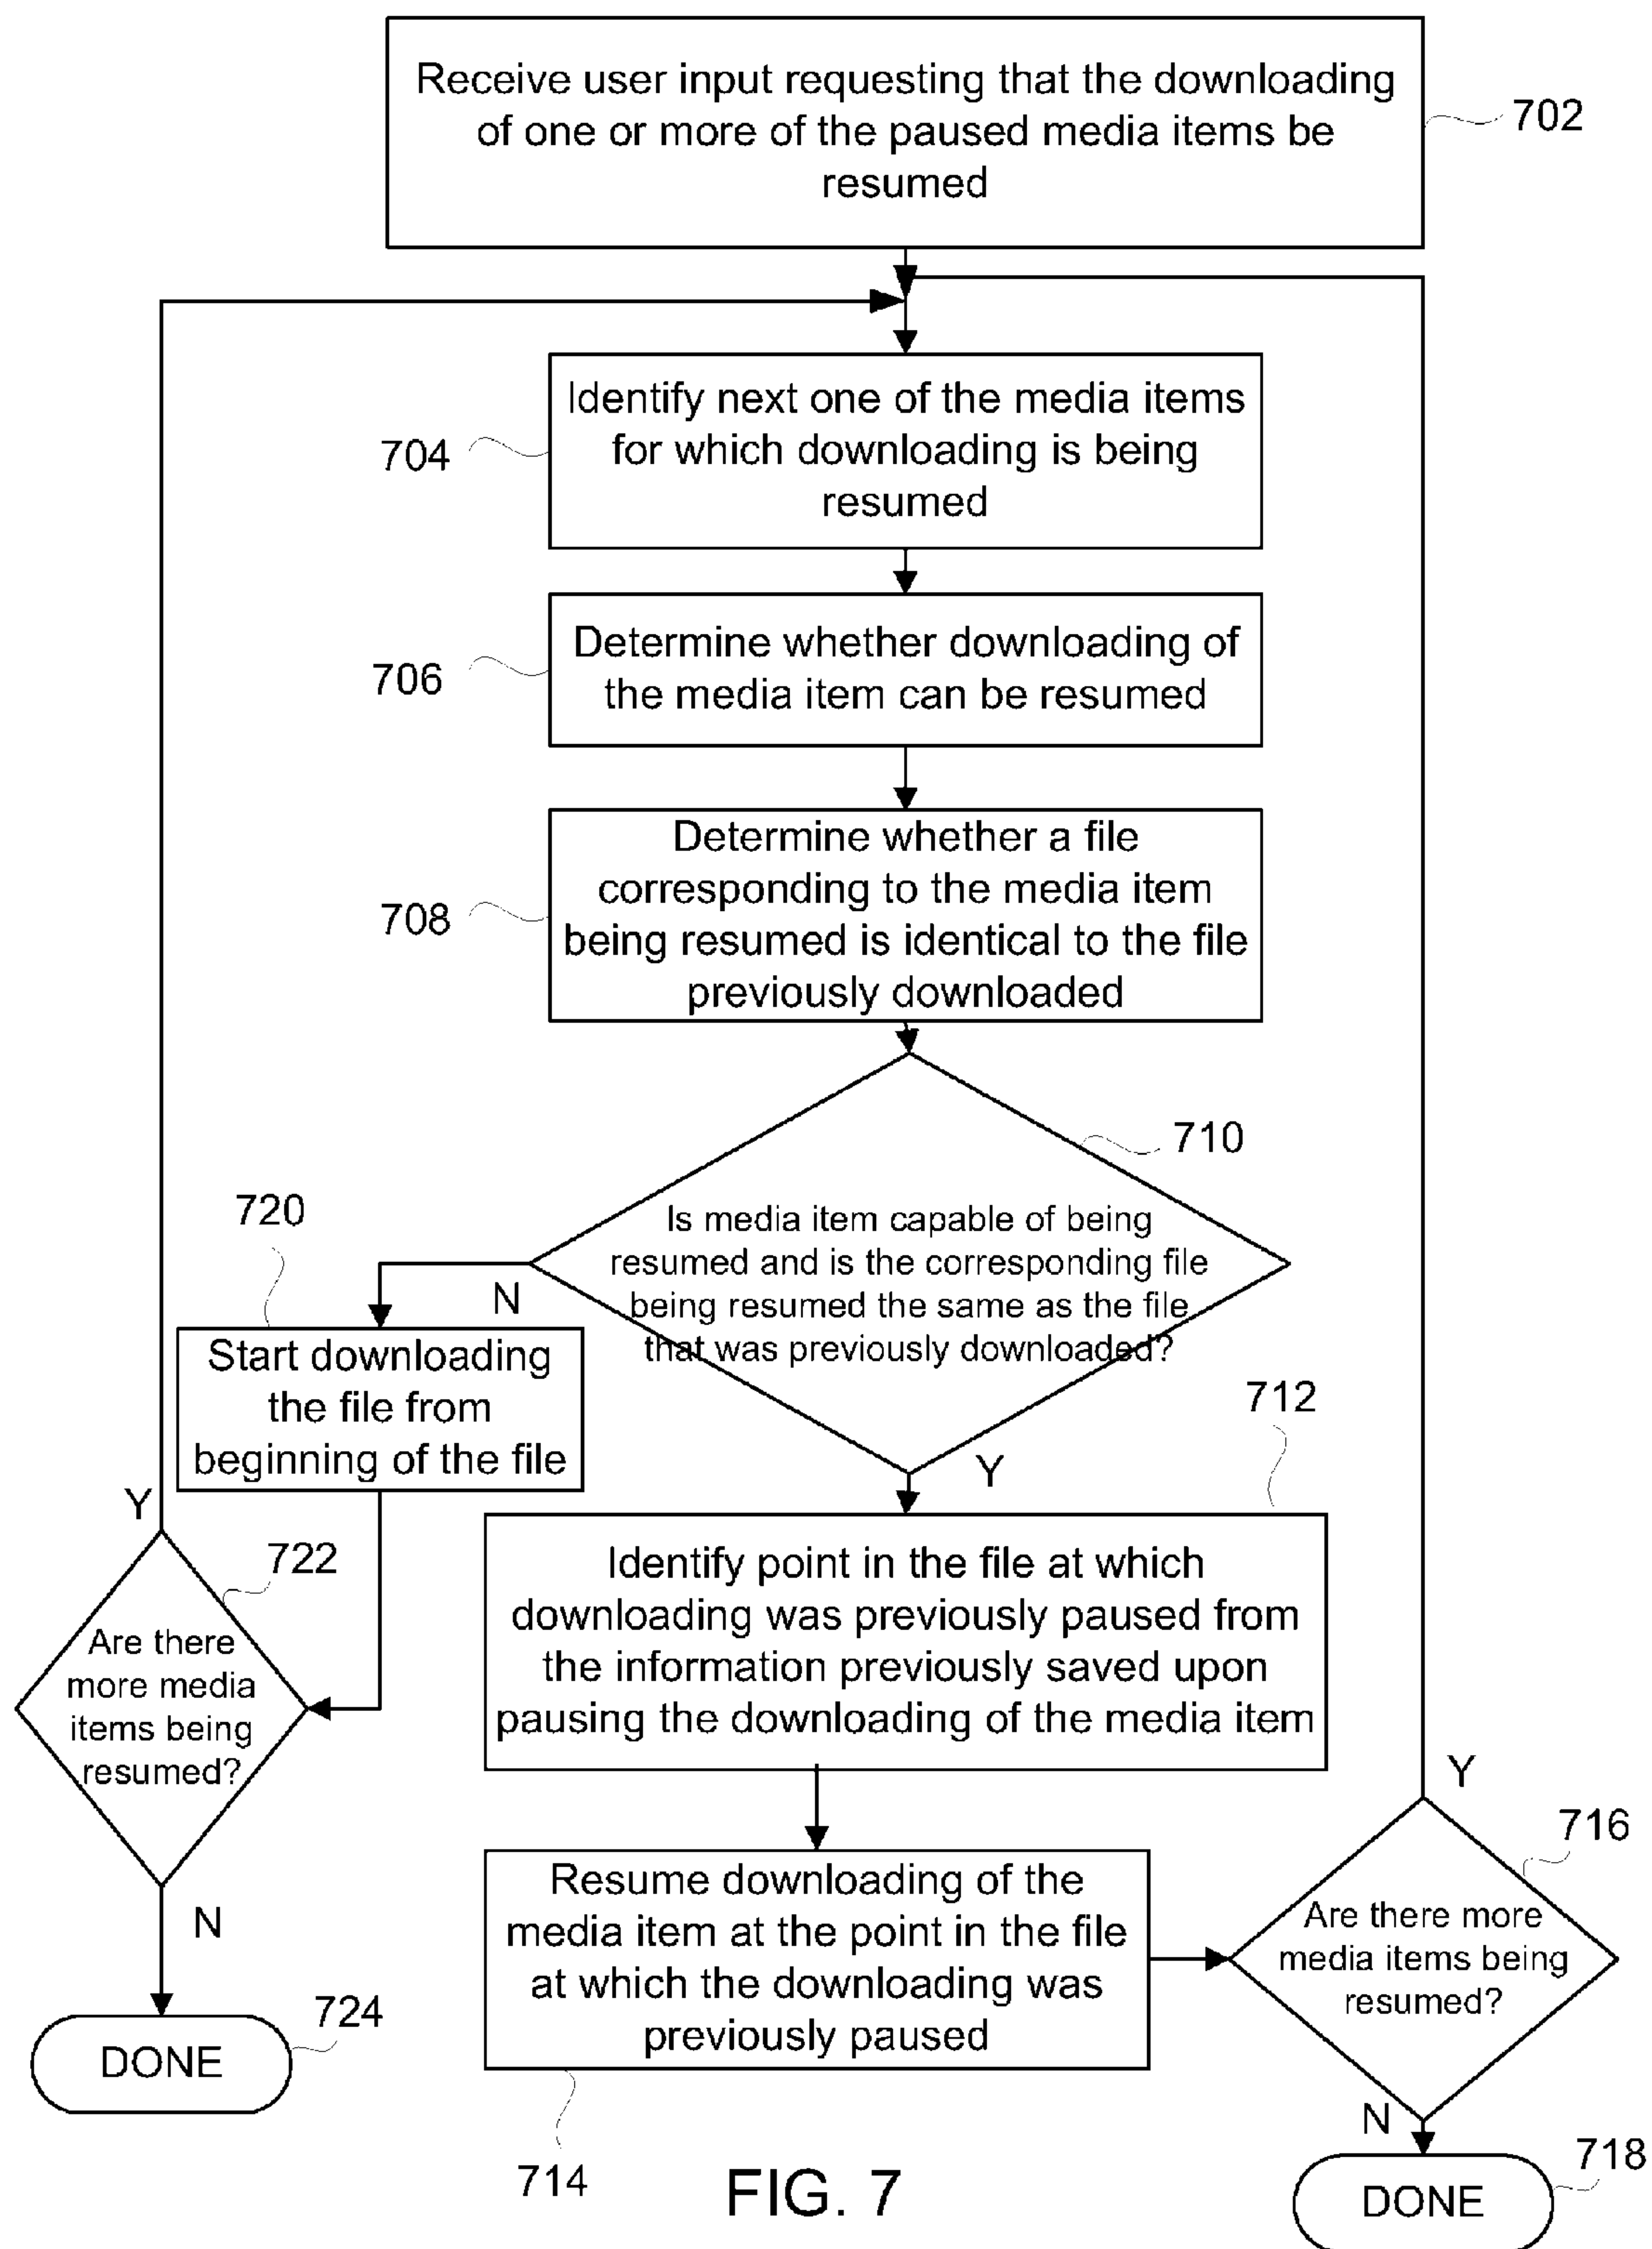 Receive user input requesting that the downloading
of one or more of the paused media items be
resumed
702
Identify next one of the media items
for which downloading is being
resumed
704
Determine whether downloading of
the media item can be resumed
706
Determine whether a file
corresponding to the media item
being resumed is identical to the file
previously downloaded
708
710
Is media item capable of being
resumed and is the corresponding file
being resumed the same as the file
that was previously downloaded?
N
Y
720
Start downloading
the file from
beginning of the file
712
Identify point in the file at which
downloading was previously paused from
the information previously saved upon
pausing the downloading of the media item
Y
722
Are there
more media
items being
resumed?
N
724
DONE
Resume downloading of the
media item at the point in the file
at which the downloading was
previously paused
714
Y
716
Are there more
media items being
resumed?
N
718
DONE
FIG. 7